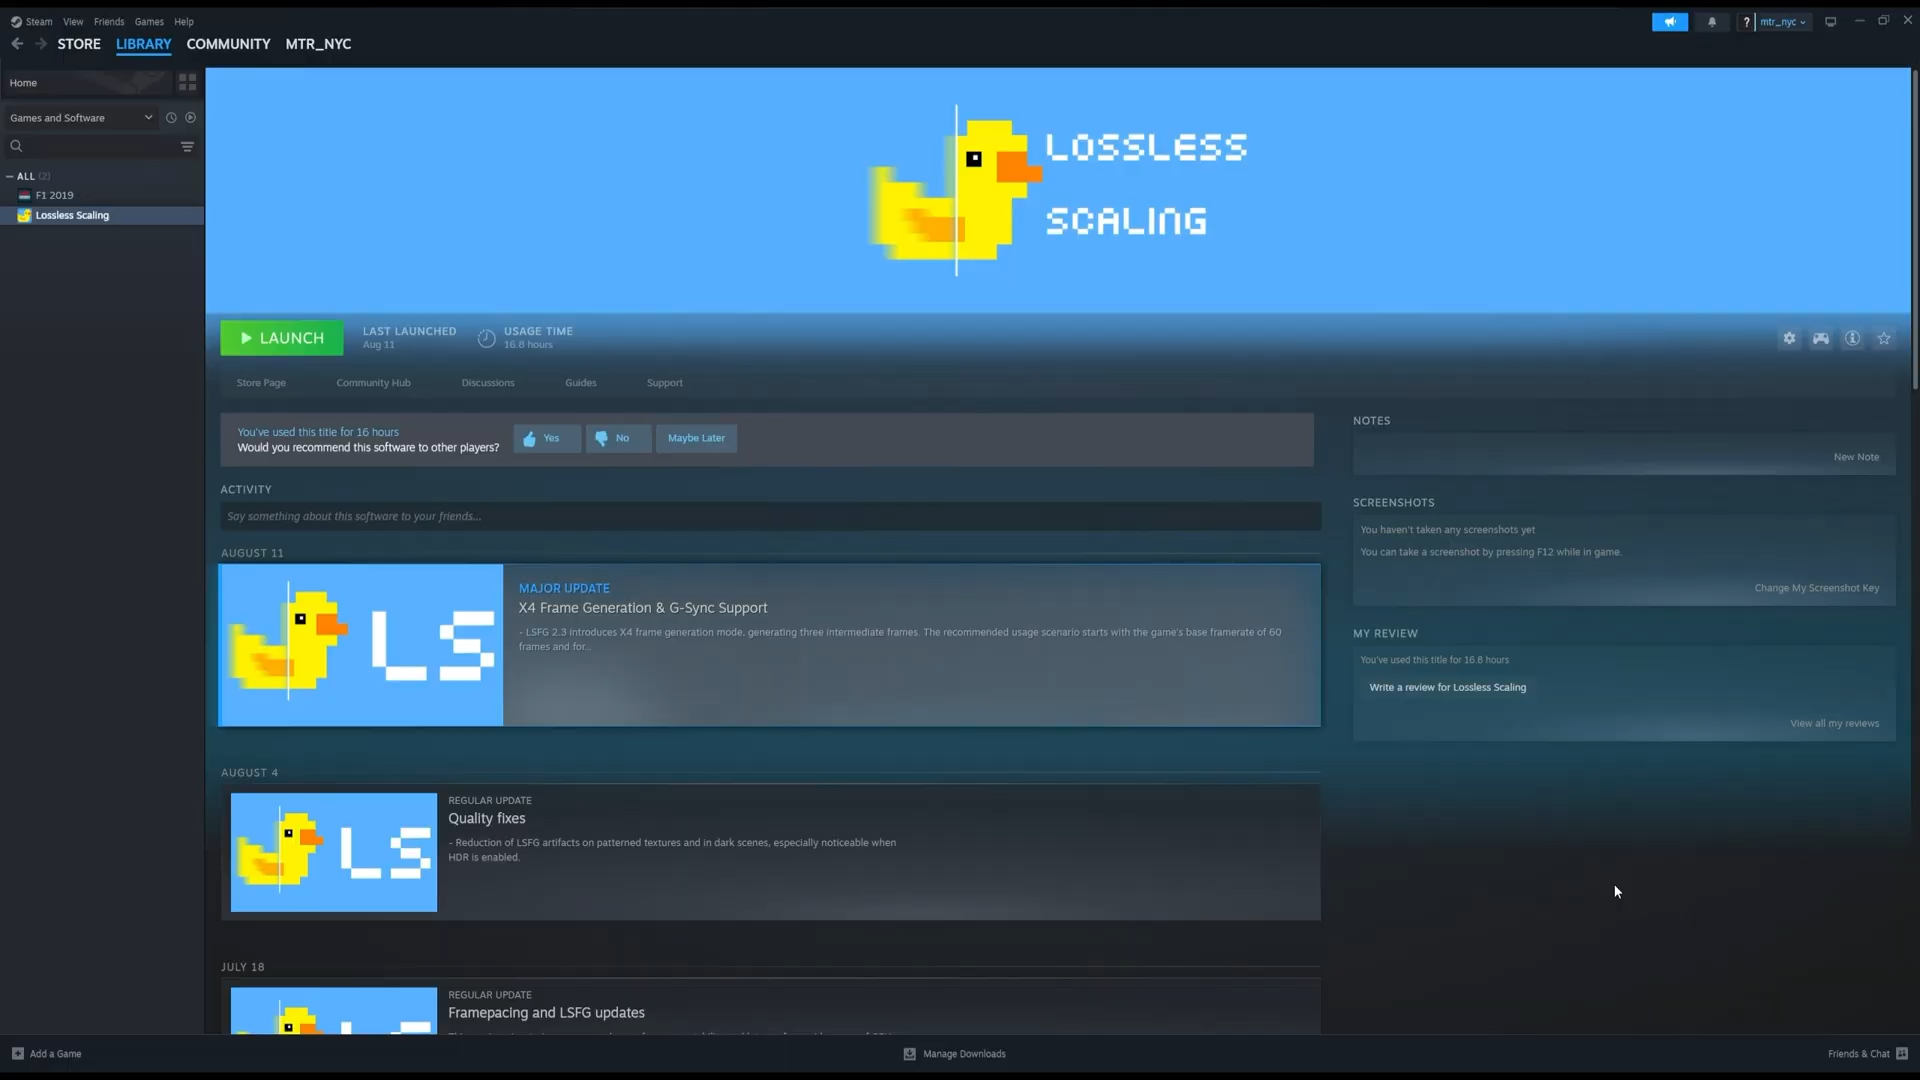 Steam View Friends Games Help
? mtr_nyc
STORE LIBRARY COMMUNITY MTR_NYC
Home
Games and Software
ALL (2)
F1 2019
Lossless Scaling
LOSSLESS
SCALING
LAUNCH
LAST LAUNCHED
Aug 11
USAGE TIME
16.8 hours
Store Page Community Hub Discussions Guides Support
You've used this title for 16 hours
Would you recommend this software to other players?
Yes No Maybe Later
ACTIVITY
Say something about this software to your friends...
AUGUST 11
LS
MAJOR UPDATE
X4 Frame Generation & G-Sync Support
- LSFG 2.3 introduces X4 frame generation mode, generating three intermediate frames. The recommended usage scenario starts with the game's base framerate of 60
frames and for...
AUGUST 4
LS
REGULAR UPDATE
Quality fixes
- Reduction of LSFG artifacts on patterned textures and in dark scenes, especially noticeable when
HDR is enabled.
JULY 18
REGULAR UPDATE
Framepacing and LSFG updates
NOTES
New Note
SCREENSHOTS
You haven't taken any screenshots yet
You can take a screenshot by pressing F12 while in game.
Change My Screenshot Key
MY REVIEW
You've used this title for 16.8 hours
Write a review for Lossless Scaling
View all my reviews
Add a Game
Manage Downloads
Friends & Chat